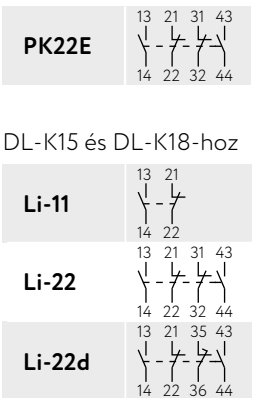 13 21 31 43
PK22E
14 22 32 44
DL-K15 és DL-K18-hoz
13 21
Li-11
14 22
13 21 31 43
Li-22
14 22 32 44
13 21 35 43
Li-22d
14 22 36 44